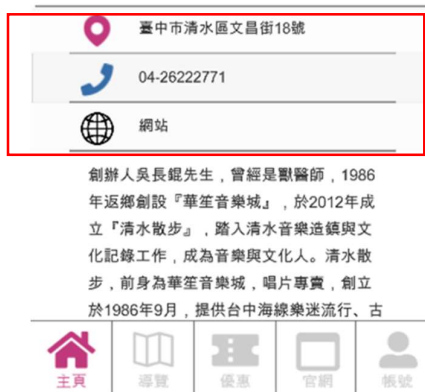 臺中市清水區文昌街18號
04-26222771
網站
創辦人吳長錕先生，曾經是獸醫師，1986
年返鄉創設『華笙音樂城』，於2012年成
立『清水散步』，踏入清水音樂造鎮與文
化記錄工作，成為音樂與文化人。清水散
步，前身為華笙音樂城，唱片專賣，創立
於1986年9月，提供台中海線樂迷流行、古
主頁 導覽 優惠 官網 帳號